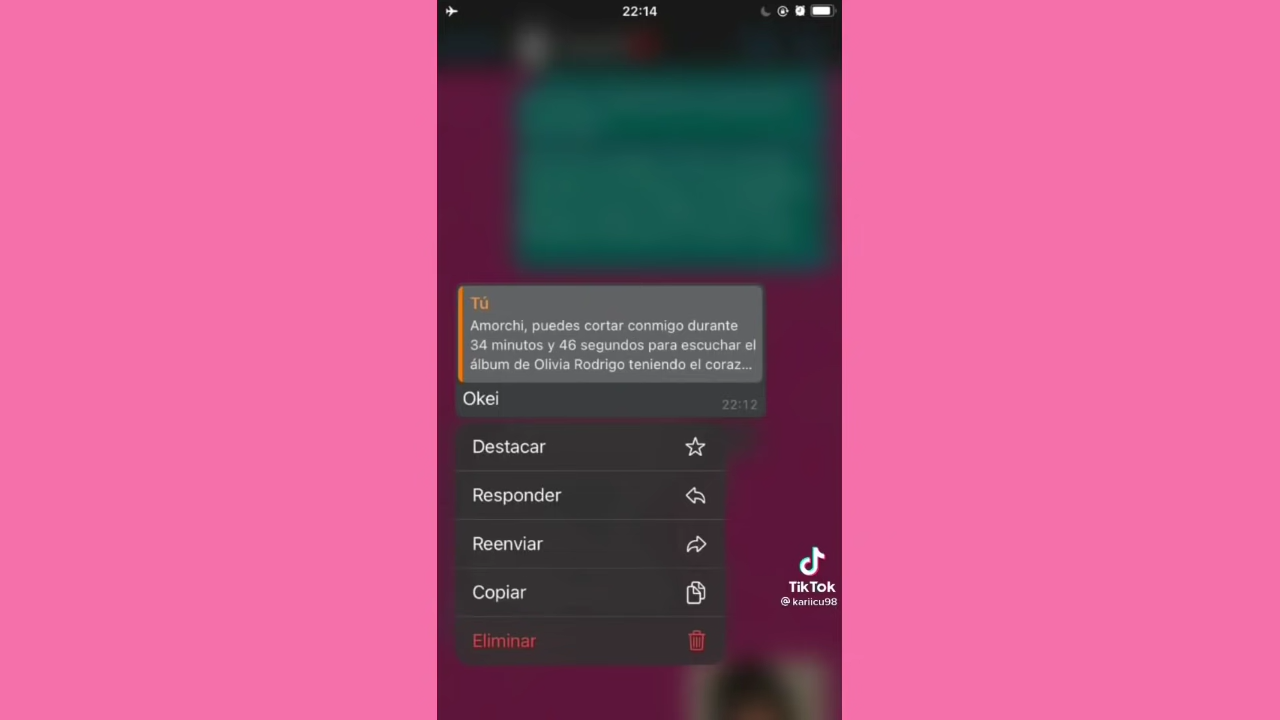 22:14
Tú
Amorchi, puedes cortar conmigo durante
34 minutos y 46 segundos para escuchar el
álbum de Olivia Rodrigo teniendo el coraz...
Okei
22:12
Destacar
Responder
Reenviar
Copiar
Eliminar
TikTok
@kariicu98